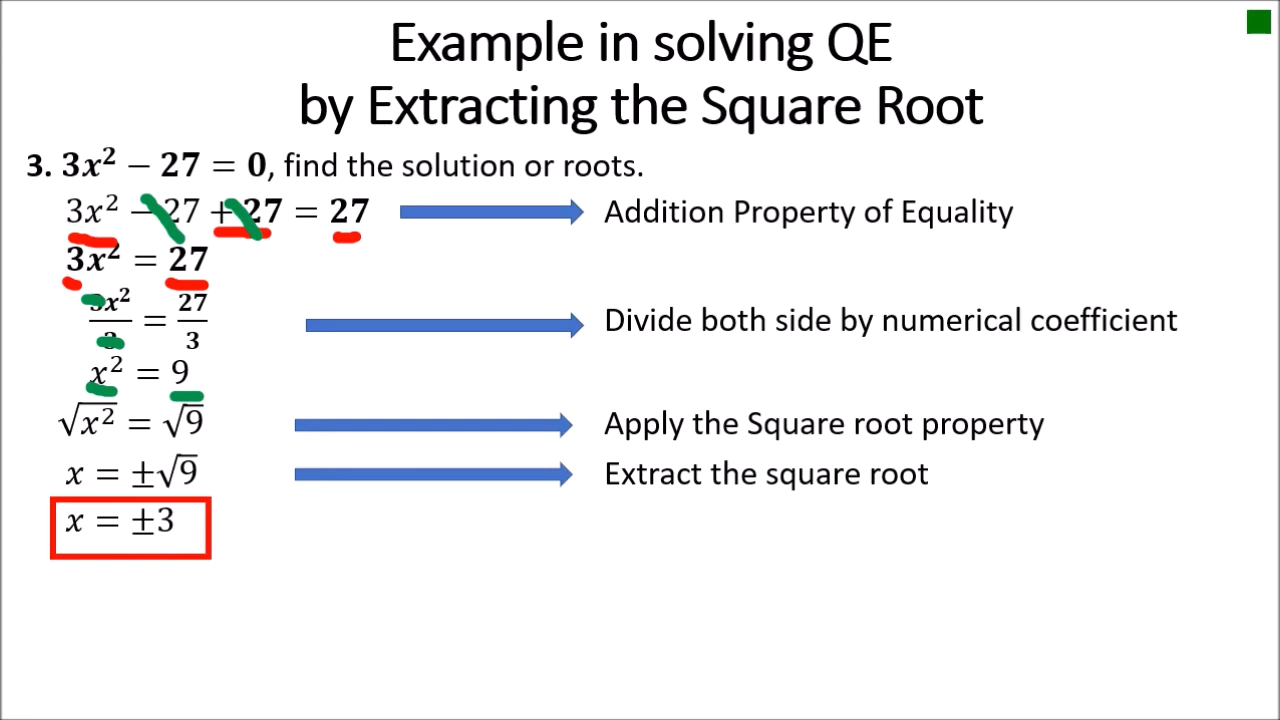 Example in solving QE
by Extracting the Square Root
3. 3x² − 27 = 0, find the solution or roots.
3x² − 27 + 27 = 27 Addition Property of Equality
3x² = 27
3x²/3 = 27/3 Divide both side by numerical coefficient
x² = 9
√x² = √9 Apply the Square root property
x = ±√9 Extract the square root
x = ±3